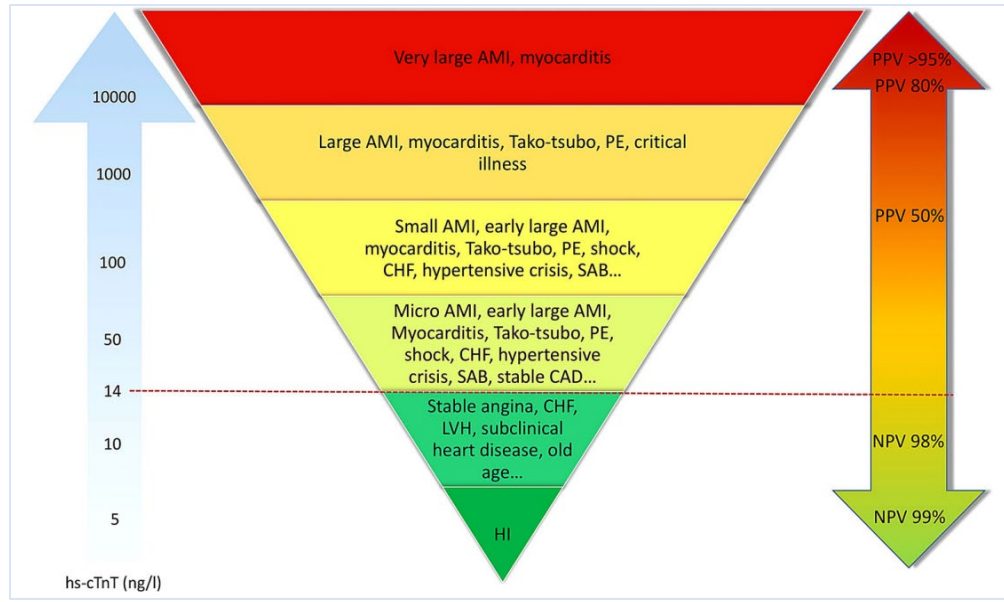 10000
1000
100
50
14
10
5
hs-cTnT (ng/l)
Very large AMI, myocarditis
Large AMI, myocarditis, Tako-tsubo, PE, critical
illness
Small AMI, early large AMI,
myocarditis, Tako-tsubo, PE, shock,
CHF, hypertensive crisis, SAB...
Micro AMI, early large AMI,
Myocarditis, Tako-tsubo, PE,
shock, CHF, hypertensive
crisis, SAB, stable CAD...
Stable angina, CHF,
LVH, subclinical
heart disease, old
age...
HI
PPV >95%
PPV 80%
PPV 50%
NPV 98%
NPV 99%